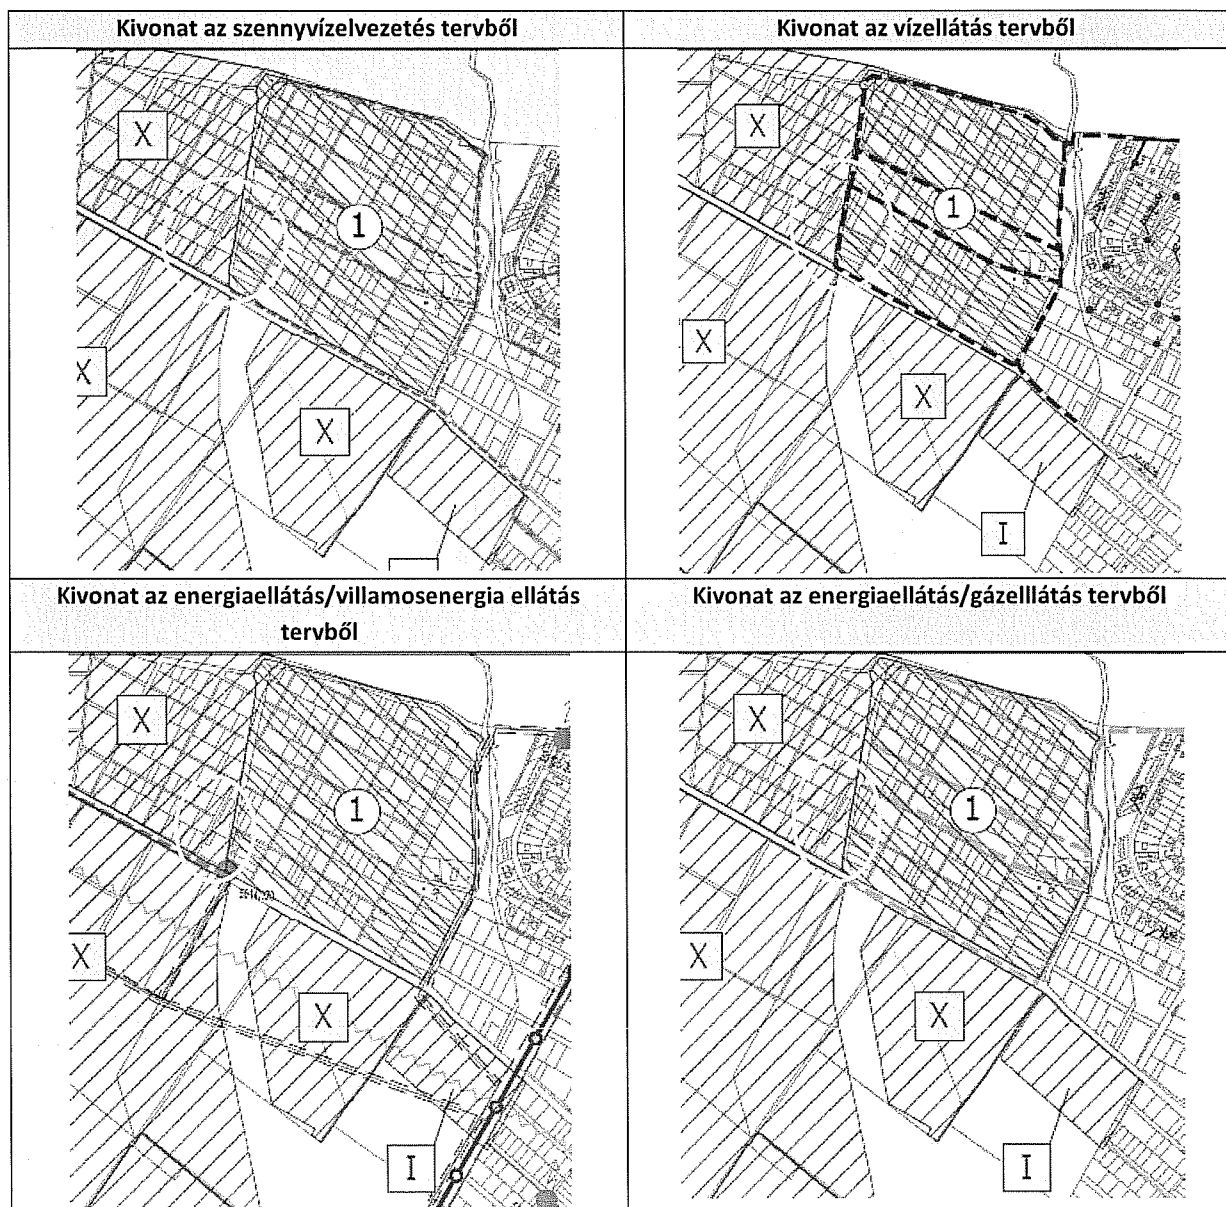 Kivonat az szennyvízelvezetés tervből
Kivonat az vízellátás tervből
X
1
X
X
X
1
X
X
I
Kivonat az energiaellátás/villamosenergia ellátás
tervből
Kivonat az energiaellátás/gázelllátás tervből
X
1
X
X
I
X
1
X
X
I